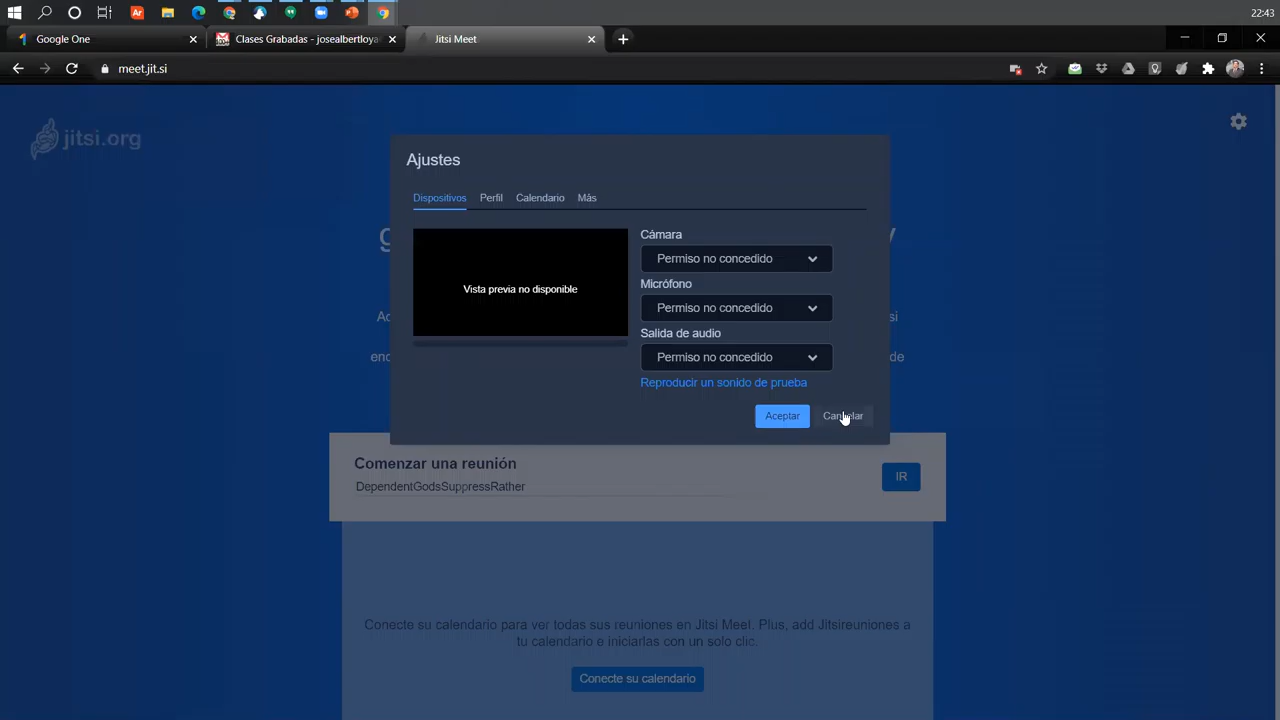 22:43
Google One
Clases Grabadas - josealbertloya
Jitsi Meet
meet.jit.si
jitsi.org
Ajustes
Dispositivos Perfil Calendario Más
Cámara
Permiso no concedido
Vista previa no disponible
Micrófono
Permiso no concedido
Salida de audio
Permiso no concedido
Reproducir un sonido de prueba
Aceptar Cancelar
Comenzar una reunión
DependentGodsSuppressRather
IR
Conecte su calendario para ver todas sus reuniones en Jitsi Meet. Plus, add Jitsireuniones a
tu calendario e iniciarlas con un solo clic.
Conecte su calendario